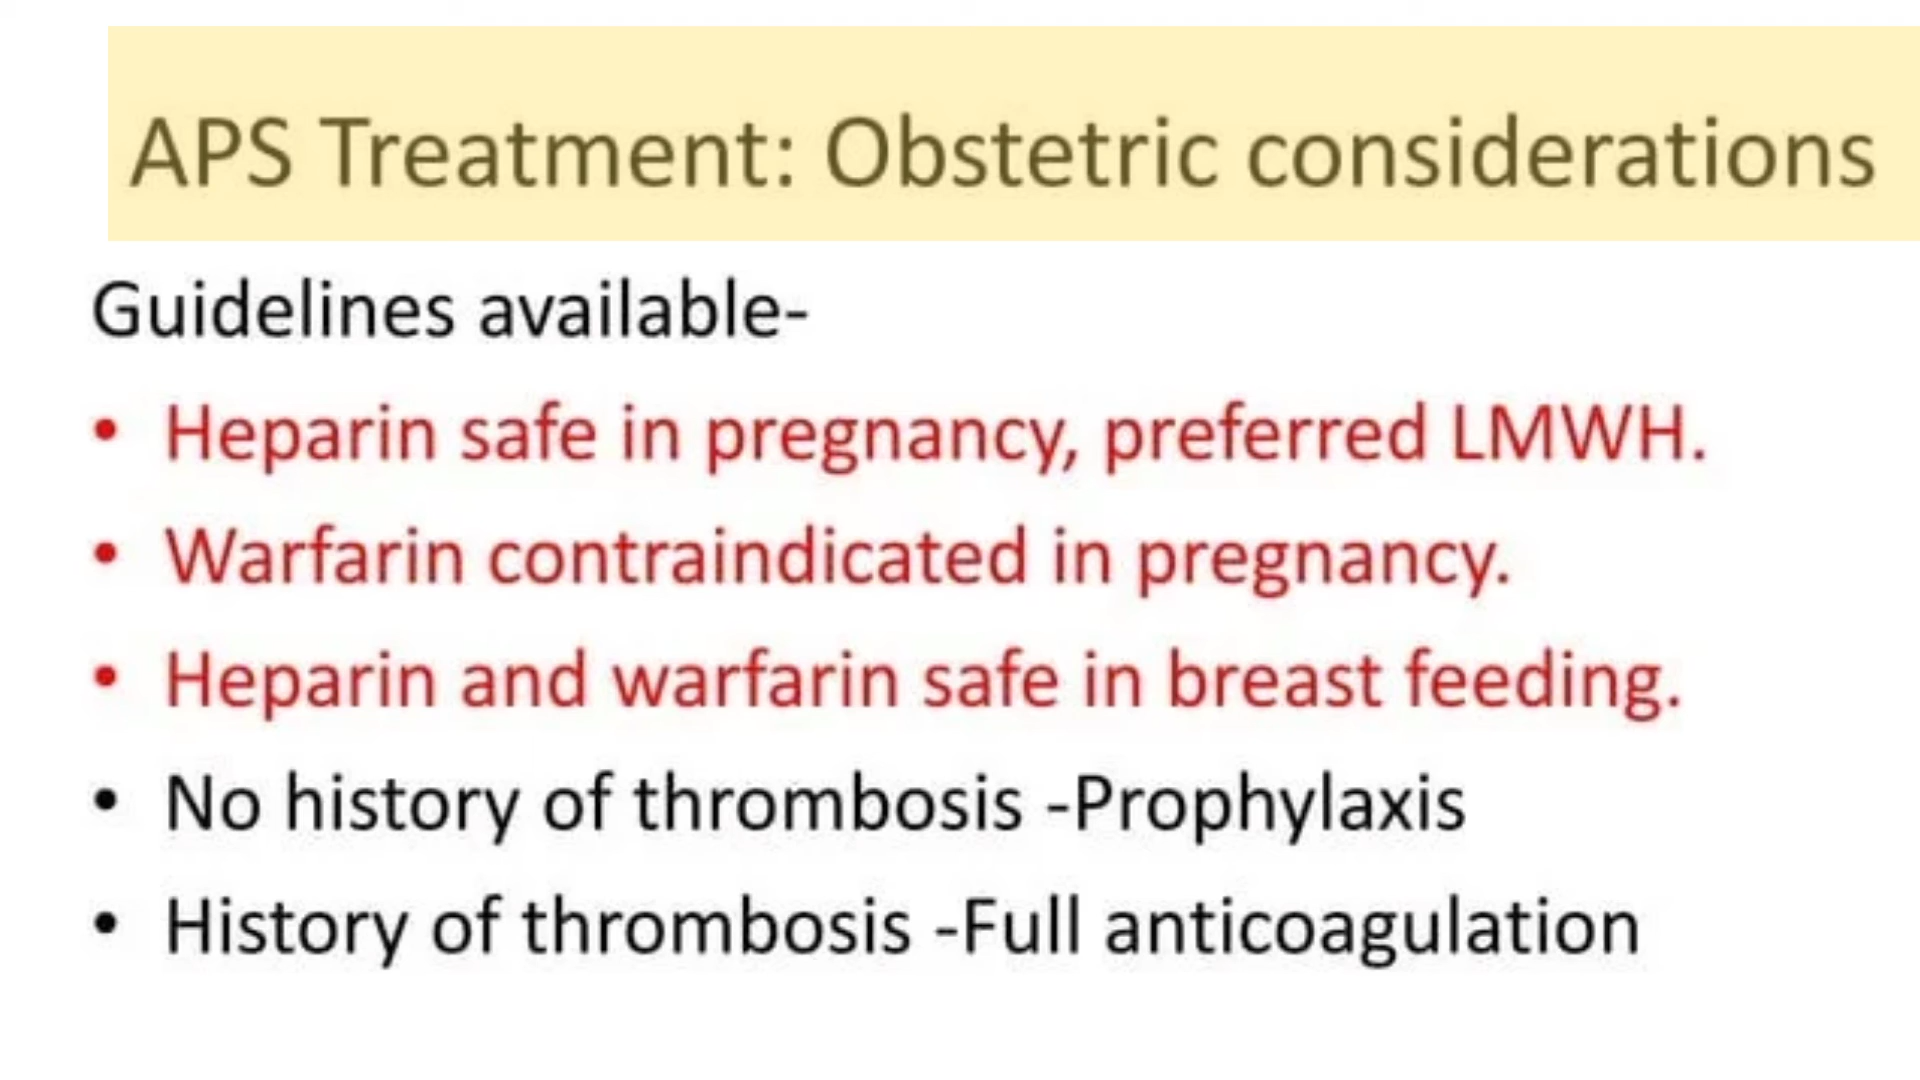 APS Treatment: Obstetric considerations
Guidelines available-
• Heparin safe in pregnancy, preferred LMWH.
• Warfarin contraindicated in pregnancy.
• Heparin and warfarin safe in breast feeding.
• No history of thrombosis -Prophylaxis
• History of thrombosis -Full anticoagulation